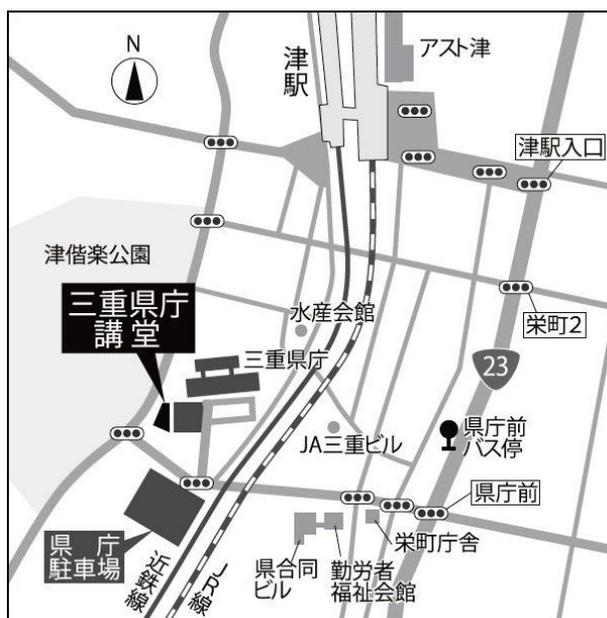 N
津駅
アスト津
津駅入口
津偕楽公園
三重県庁
講堂
水産会館
栄町2
三重県庁
23
JA三重ビル
県庁前
バス停
県庁前
栄町庁舎
県庁
駐車場
近鉄線
JR線
県合同
ビル
勤労者
福祉会館